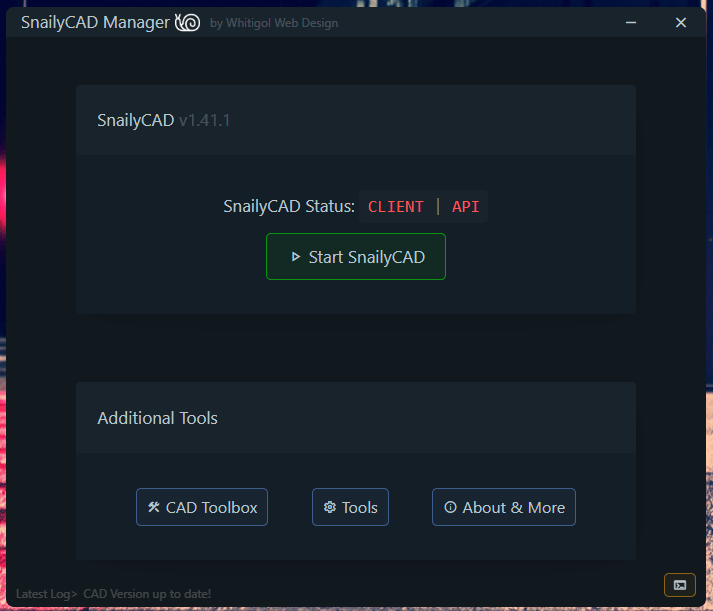 SnailyCAD Manager by Whitigol Web Design
SnailyCAD v1.41.1
SnailyCAD Status: CLIENT | API
Start SnailyCAD
Additional Tools
CAD Toolbox Tools About & More
Latest Log> CAD Version up to date!